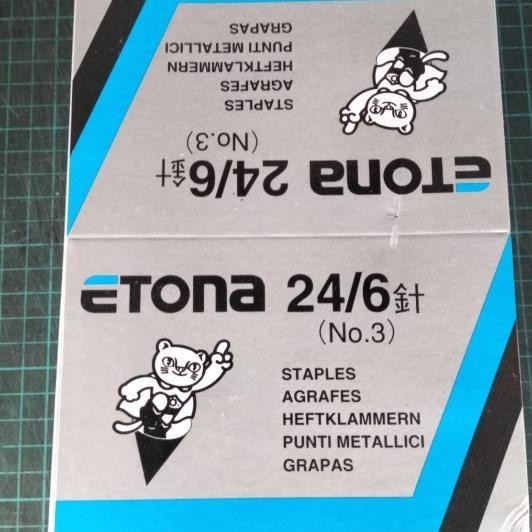 ETONA 24/6針
(No.3)
STAPLES
AGRAFES
HEFTKLAMMERN
PUNTI METALLICI
GRAPAS
ETONA 24/6針
(No.3)
STAPLES
AGRAFES
HEFTKLAMMERN
PUNTI METALLICI
GRAPAS